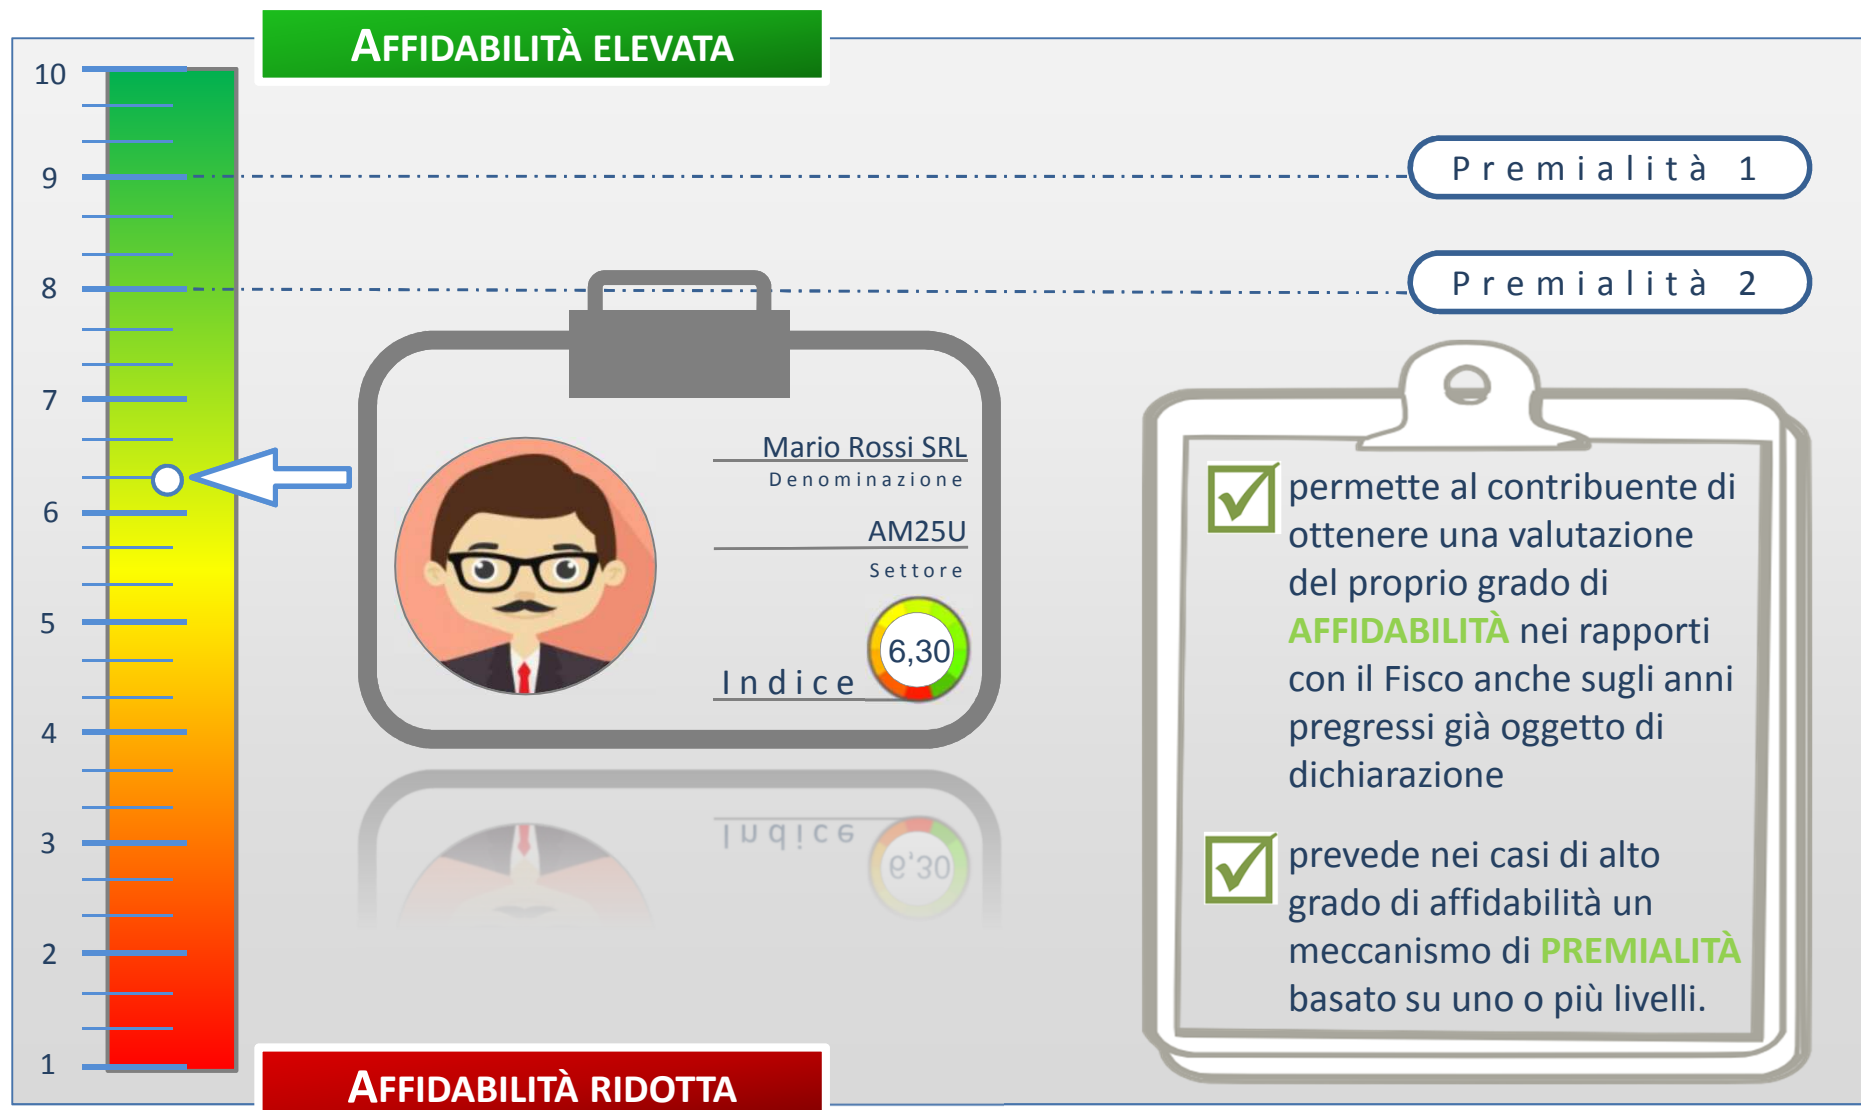 AFFIDABILITÀ ELEVATA
10
9
8
7
6
5
4
3
2
1
Premialità 1
Premialità 2
Mario Rossi SRL
Denominazione
AM25U
Settore
6,30
Indice
Indice
6,30
permette al contribuente di
ottenere una valutazione
del proprio grado di
AFFIDABILITÀ nei rapporti
con il Fisco anche sugli anni
pregressi già oggetto di
dichiarazione
prevede nei casi di alto
grado di affidabilità un
meccanismo di PREMIALITÀ
basato su uno o più livelli.
AFFIDABILITÀ RIDOTTA